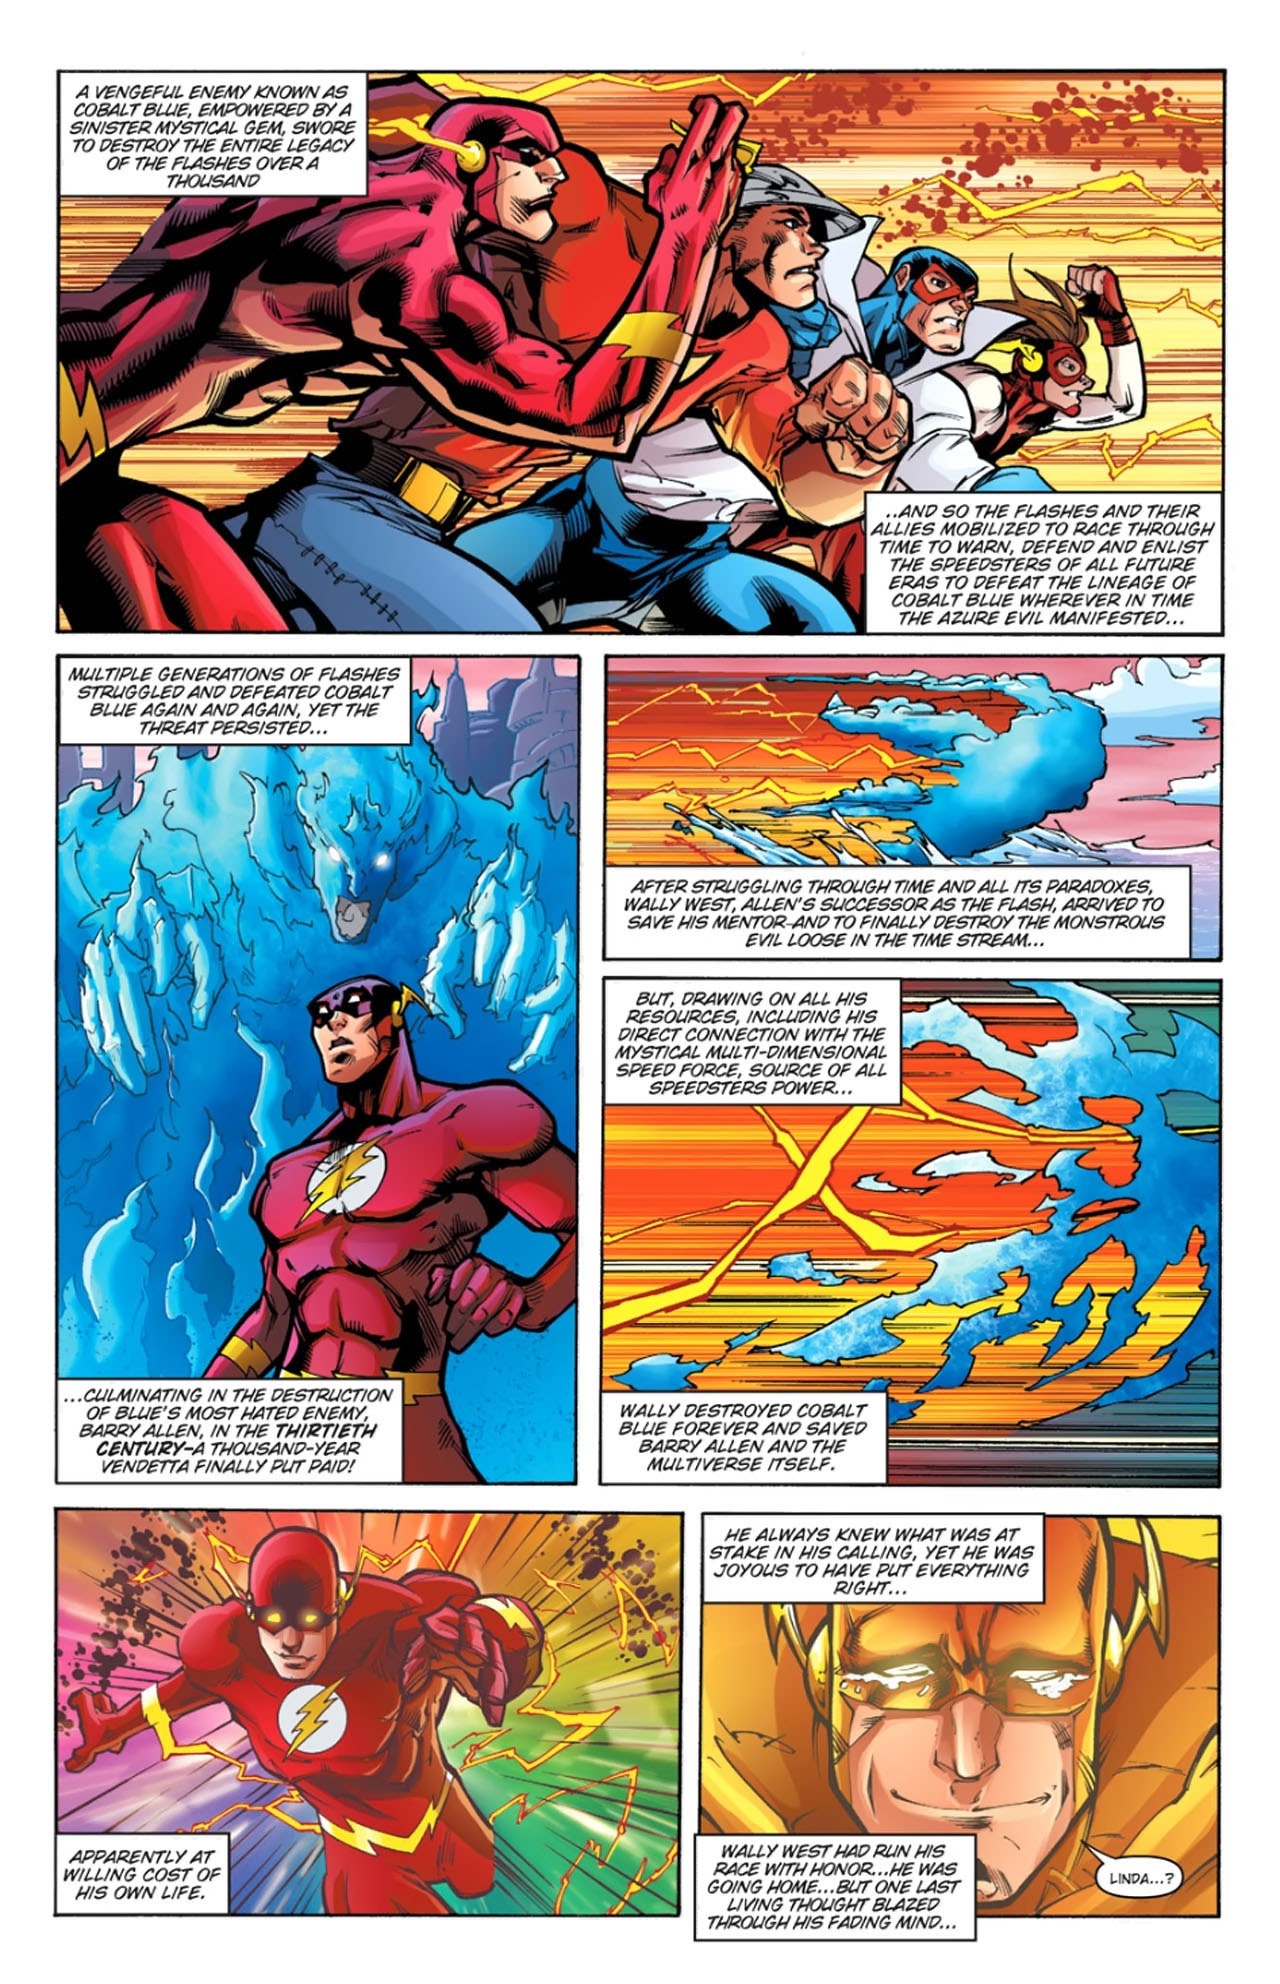 A VENGEFUL ENEMY KNOWN AS
COBALT BLUE, EMPOWERED BY A
SINISTER MYSTICAL GEM, SWORE
TO DESTROY THE ENTIRE LEGACY
OF THE FLASHES OVER A
THOUSAND
..AND SO THE FLASHES AND THEIR
ALLIES MOBILIZED TO RACE THROUGH
TIME TO WARN, DEFEND AND ENLIST
THE SPEEDSTERS OF ALL FUTURE
ERAS TO DEFEAT THE LINEAGE OF
COBALT BLUE WHEREVER IN TIME
THE AZURE EVIL MANIFESTED...
MULTIPLE GENERATIONS OF FLASHES
STRUGGLED AND DEFEATED COBALT
BLUE AGAIN AND AGAIN, YET THE
THREAT PERSISTED...
...CULMINATING IN THE DESTRUCTION
OF BLUE'S MOST HATED ENEMY,
BARRY ALLEN, IN THE THIRTIETH
CENTURY-A THOUSAND-YEAR
VENDETTA FINALLY PUT PAID!
AFTER STRUGGLING THROUGH TIME AND ALL ITS PARADOXES,
WALLY WEST, ALLEN'S SUCCESSOR AS THE FLASH, ARRIVED TO
SAVE HIS MENTOR-AND TO FINALLY DESTROY THE MONSTROUS
EVIL LOOSE IN THE TIME STREAM...
BUT, DRAWING ON ALL HIS
RESOURCES, INCLUDING HIS
DIRECT CONNECTION WITH THE
MYSTICAL MULTI-DIMENSIONAL
SPEED FORCE, SOURCE OF ALL
SPEEDSTERS POWER...
WALLY DESTROYED COBALT
BLUE FOREVER AND SAVED
BARRY ALLEN AND THE
MULTIVERSE ITSELF.
APPARENTLY AT
WILLING COST OF
HIS OWN LIFE.
HE ALWAYS KNEW WHAT WAS AT
STAKE IN HIS CALLING, YET HE WAS
JOYOUS TO HAVE PUT EVERYTHING
RIGHT...
WALLY WEST HAD RUN HIS
RACE WITH HONOR...HE WAS
GOING HOME...BUT ONE LAST
LIVING THOUGHT BLAZED
THROUGH HIS FADING MIND...
LINDA...?